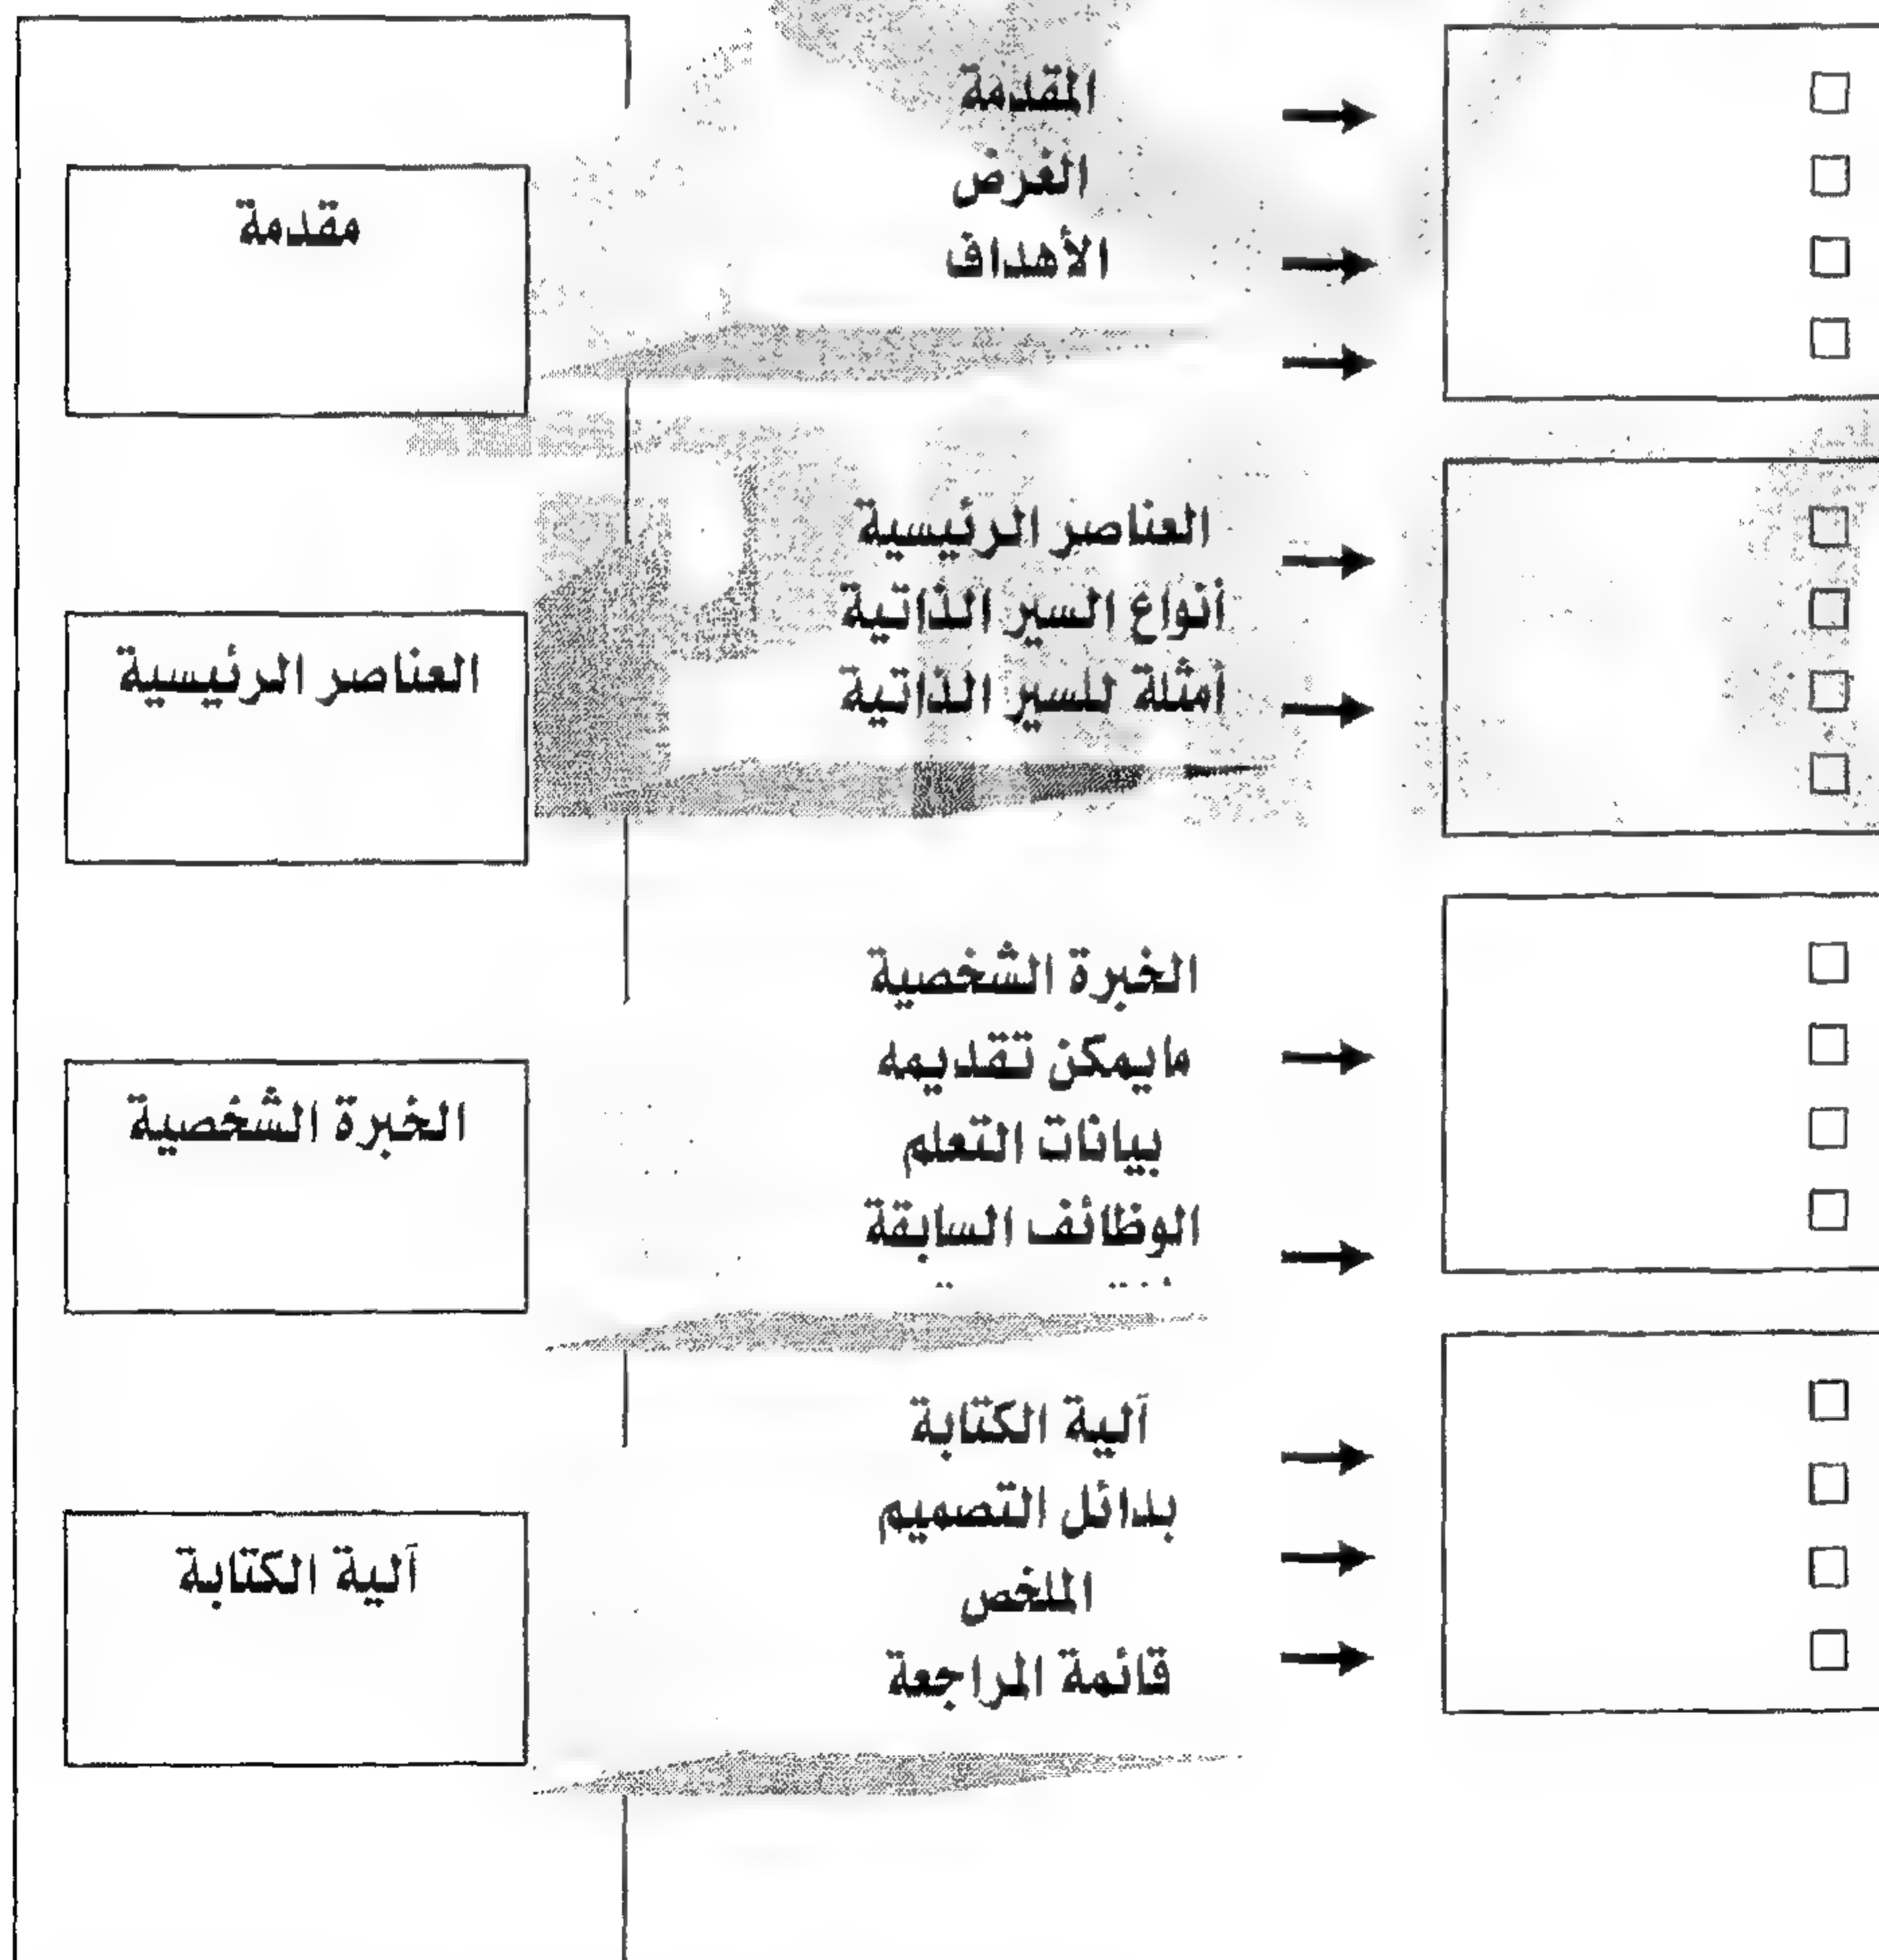 المقدمة
الغرض
الأهداف
مقدمة
العناصر الرئيسية
أنواع السير الذاتية
أمثلة للسير الذاتية
العناصر الرئيسية
الخبرة الشخصية
مايمكن تقديمه
بيانات التعلم
الوظائف السابقة
الخبرة الشخصية
آلية الكتابة
بدائل التصميم
الملخص
قائمة المراجعة
آلية الكتابة